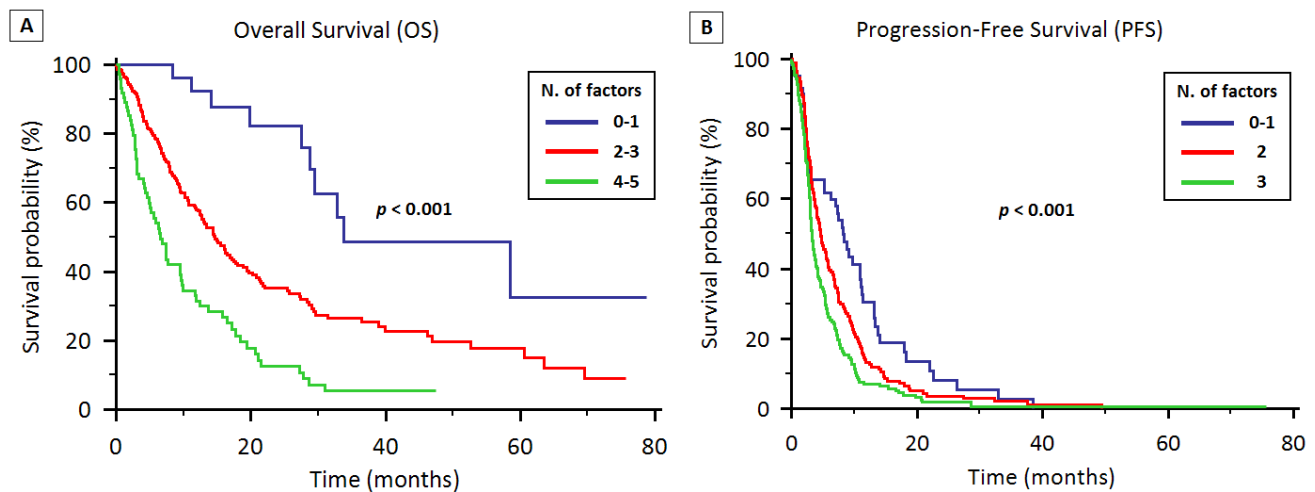 A
Overall Survival (OS)
Survival probability (%)
100
80
60
40
20
0
N. of factors
0-1
2-3
4-5
p < 0.001
0
20
40
60
80
Time (months)
B
Progression-Free Survival (PFS)
Survival probability (%)
100
80
60
40
20
0
N. of factors
0-1
2
3
p < 0.001
0
20
40
60
80
Time (months)